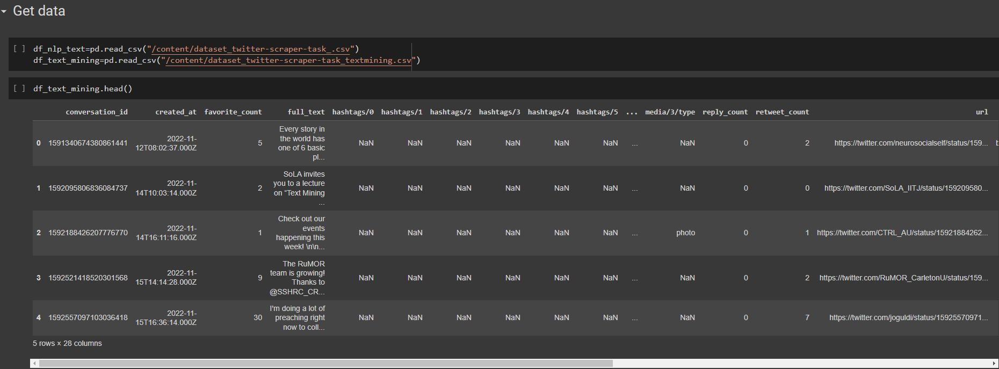 Get data
[ ] df_nlp_text=pd.read_csv("/content/dataset_twitter-scraper-task_.csv")
df_text_mining=pd.read_csv("/content/dataset_twitter-scraper-task_textmining.csv")
[ ] df_text_mining.head()
conversation_id created_at favorite_count full_text hashtags/0 hashtags/1 hashtags/2 hashtags/3 hashtags/4 hashtags/5 ... media/3/type reply_count retweet_count url
0 1591340674380861441 2022-11-12T08:02:37.000Z 5 Every story in the world has one of 6 basic pl... NaN NaN NaN NaN NaN NaN ... NaN 0 2 https://twitter.com/neurosocialself/status/159...
1 1592095806836084737 2022-11-14T10:03:14.000Z 2 SoLA invites you to a lecture on “Text Mining ... NaN NaN NaN NaN NaN NaN ... NaN 0 0 https://twitter.com/SoLA_IITJ/status/159209580...
2 1592188426207776770 2022-11-14T16:11:16.000Z 1 Check out our events happening this week! \n\n... NaN NaN NaN NaN NaN NaN ... photo 0 1 https://twitter.com/CTRL_AU/status/15921884262...
3 1592521418520301568 2022-11-15T14:14:28.000Z 9 The RuMOR team is growing! Thanks to @SSHRC_CR... NaN NaN NaN NaN NaN NaN ... NaN 0 2 https://twitter.com/RuMOR_CarletonU/status/159...
4 1592557097103036418 2022-11-15T16:36:14.000Z 30 I'm doing a lot of preaching right now to coll... NaN NaN NaN NaN NaN NaN ... NaN 0 7 https://twitter.com/joguldi/status/15925570971...
5 rows × 28 columns